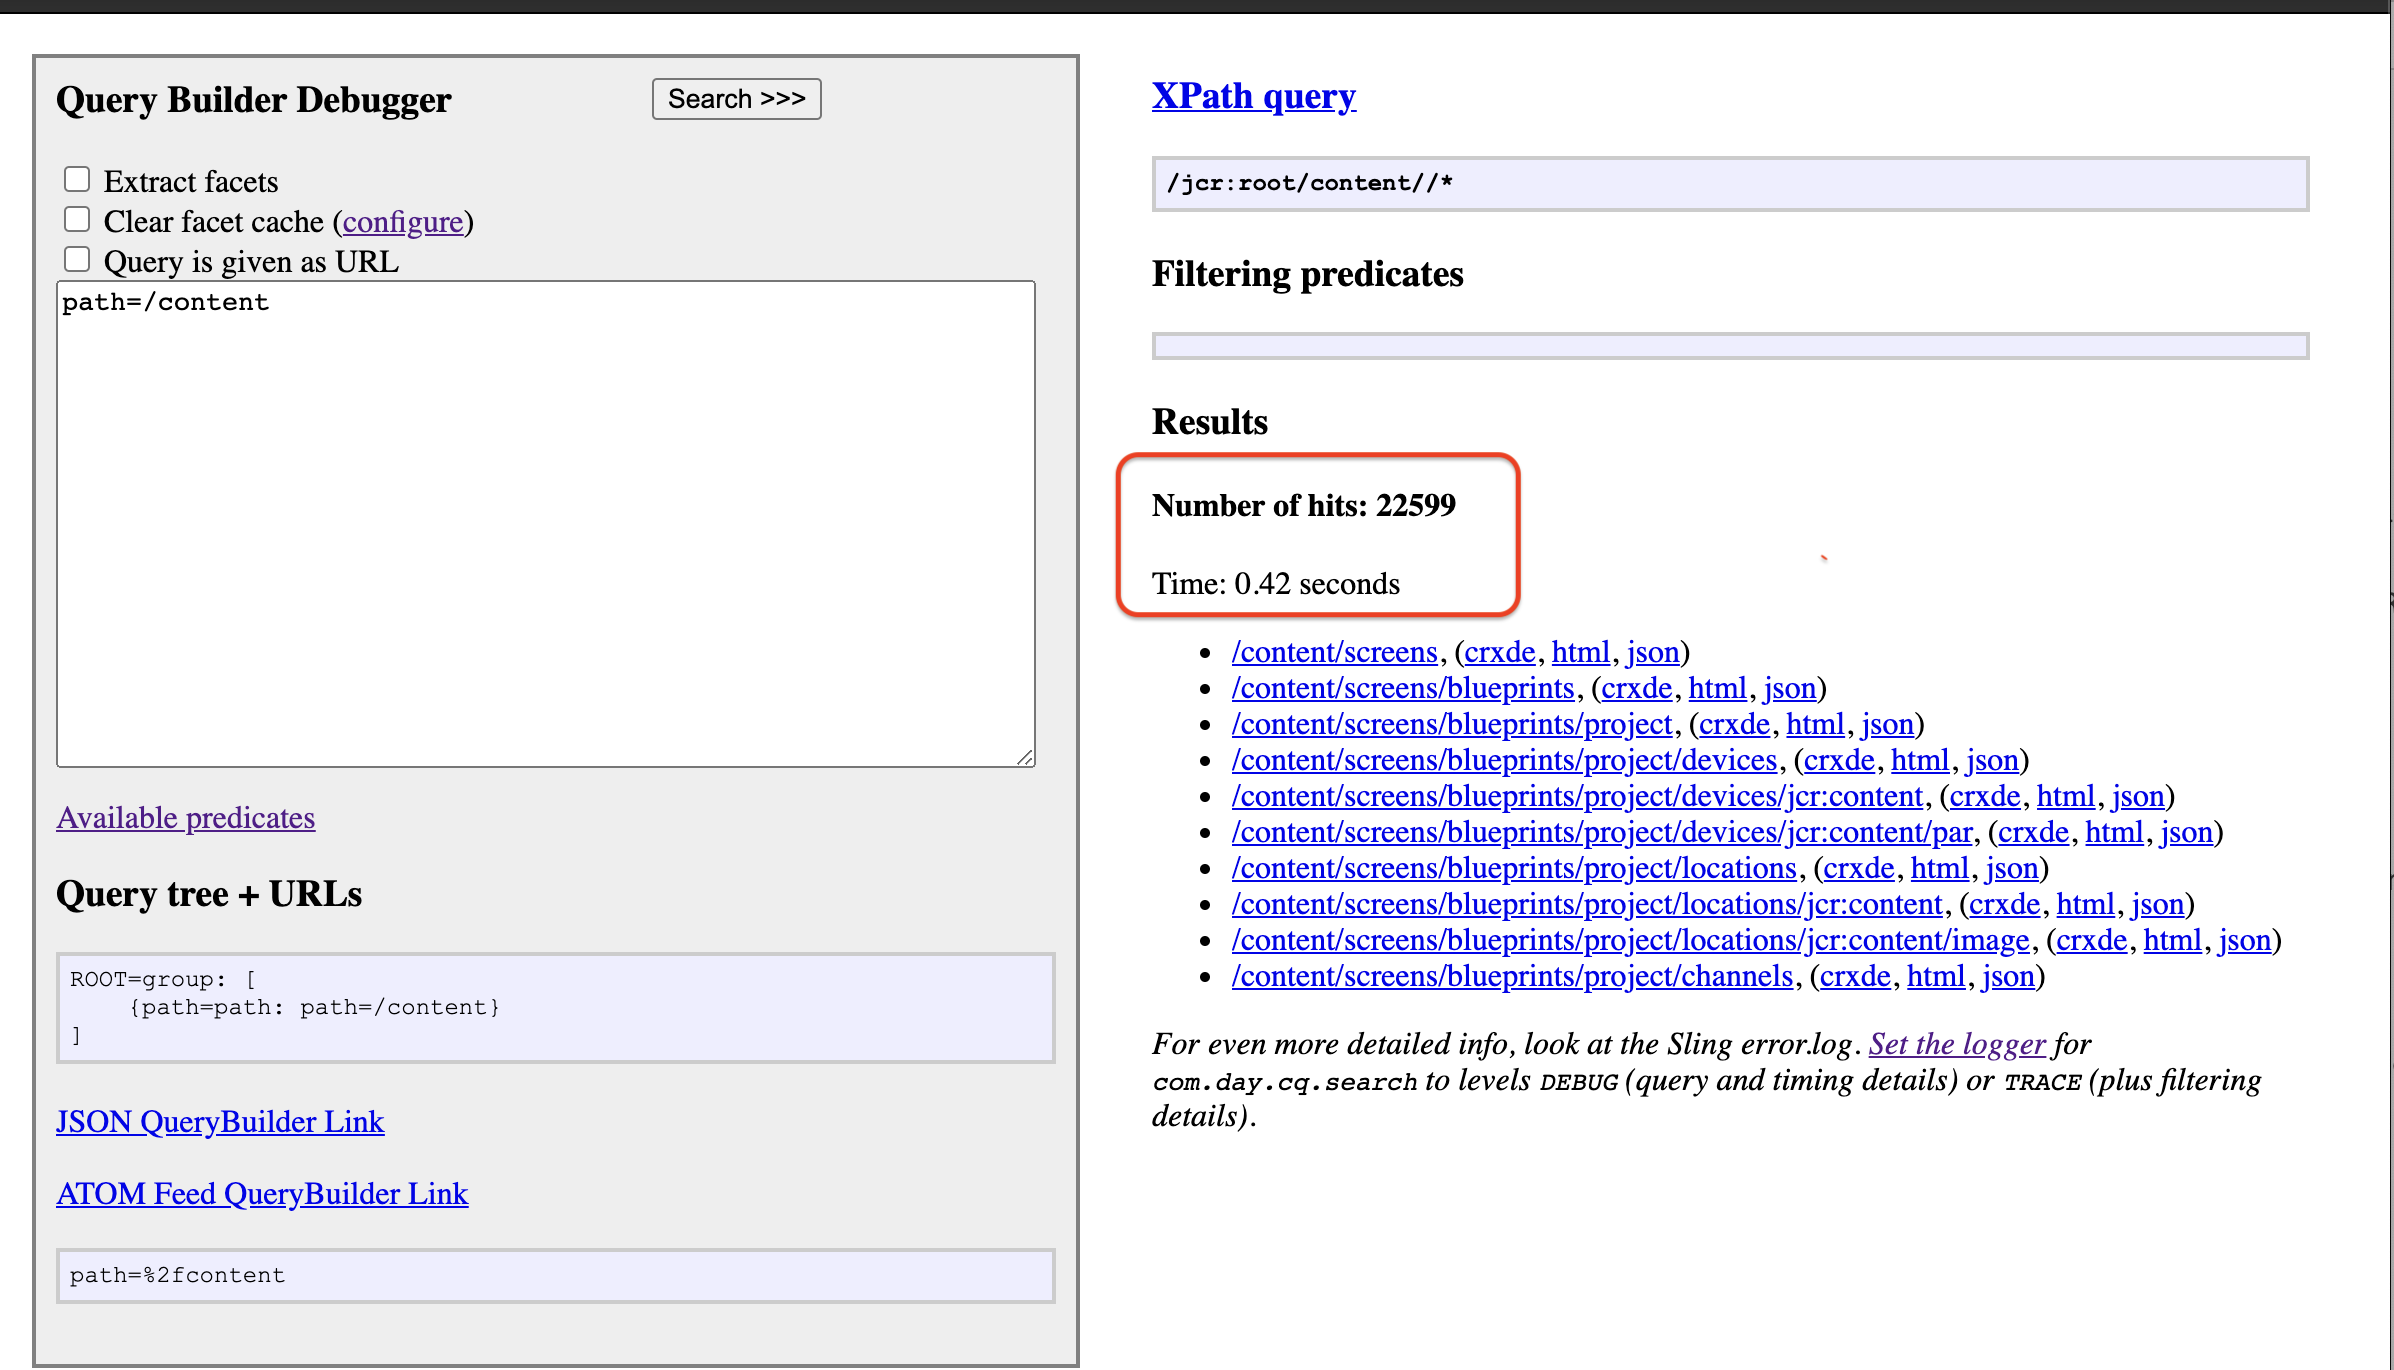 Query Builder Debugger
Search >>>
Extract facets
Clear facet cache (configure)
Query is given as URL
path=/content
Available predicates
Query tree + URLs
ROOT=group: [
    {path=path: path=/content}
]
JSON QueryBuilder Link
ATOM Feed QueryBuilder Link
path=%2fcontent
XPath query
/jcr:root/content//*
Filtering predicates
Results
Number of hits: 22599
Time: 0.42 seconds
• /content/screens, (crxde, html, json)
• /content/screens/blueprints, (crxde, html, json)
• /content/screens/blueprints/project, (crxde, html, json)
• /content/screens/blueprints/project/devices, (crxde, html, json)
• /content/screens/blueprints/project/devices/jcr:content, (crxde, html, json)
• /content/screens/blueprints/project/devices/jcr:content/par, (crxde, html, json)
• /content/screens/blueprints/project/locations, (crxde, html, json)
• /content/screens/blueprints/project/locations/jcr:content, (crxde, html, json)
• /content/screens/blueprints/project/locations/jcr:content/image, (crxde, html, json)
• /content/screens/blueprints/project/channels, (crxde, html, json)
For even more detailed info, look at the Sling error.log. Set the logger for
com.day.cq.search to levels DEBUG (query and timing details) or TRACE (plus filtering
details).